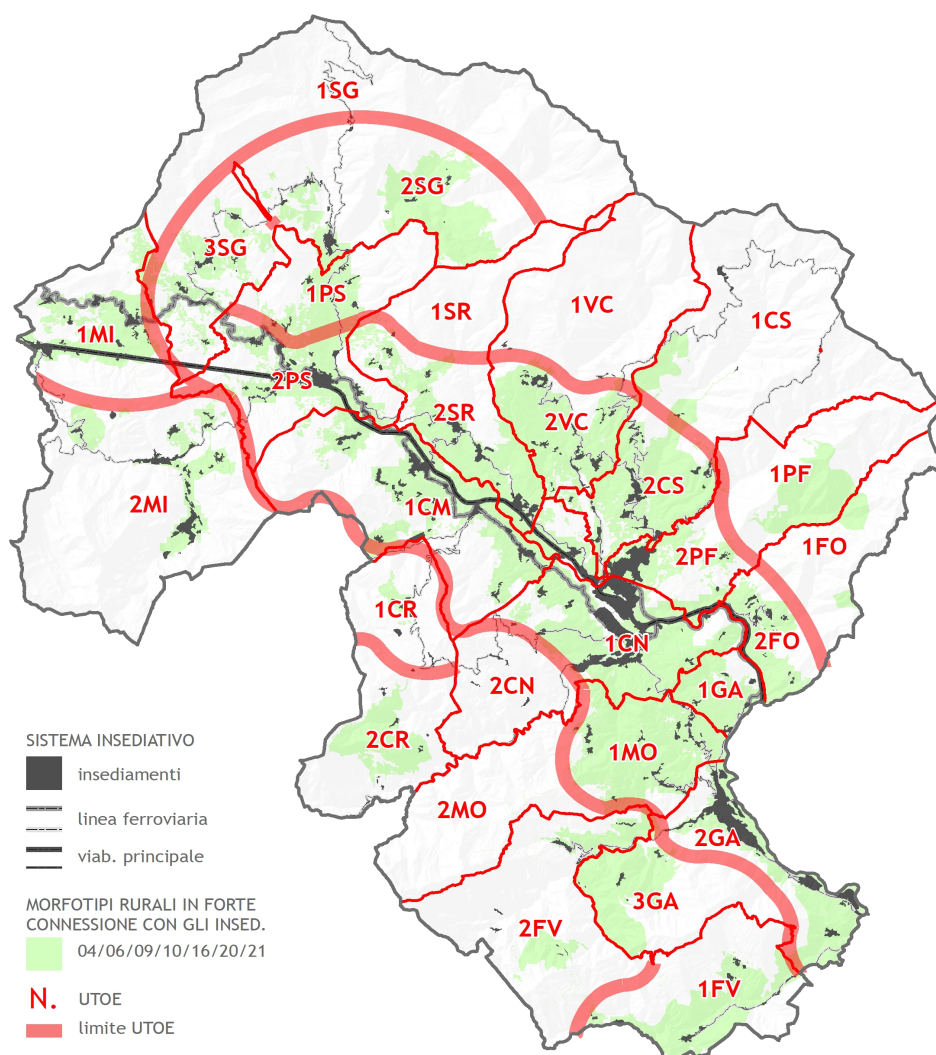 1SG
2SG
3SG
1PS
1SR
1VC
1CS
1MI
2PS
2SR
2VC
2MI
1CM
2CS
1PF
1FO
2PF
1CR
1CN
2FO
2CN
1GA
2CR
1MO
2MO
2GA
3GA
2FV
1FV
SISTEMA INSEDIATIVO
insediamenti
linea ferroviaria
viab. principale
MORFOTIPI RURALI IN FORTE
CONNESSIONE CON GLI INSED.
04/06/09/10/16/20/21
N. UTOE
limite UTOE